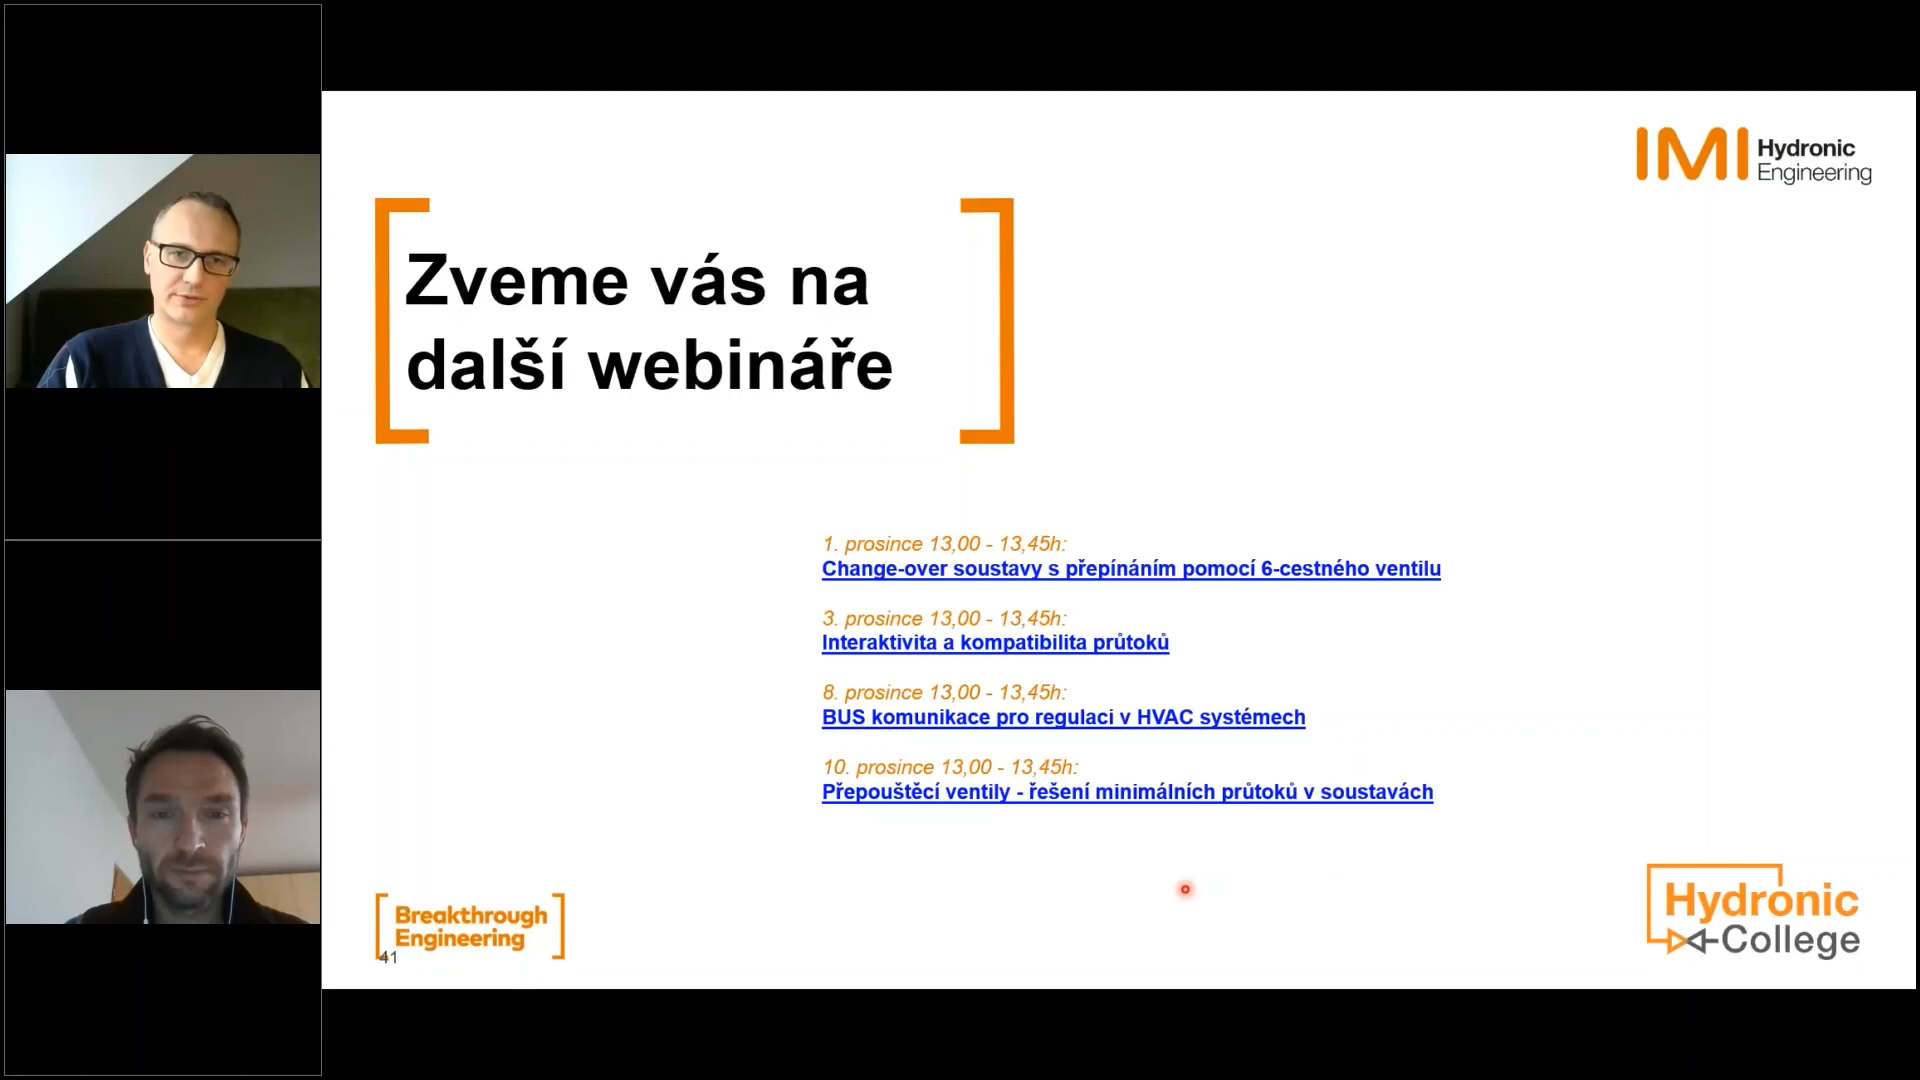 IMI Hydronic
Engineering
Zveme vás na
další webináře
1. prosince 13,00 - 13,45h:
Change-over soustavy s přepínáním pomocí 6-cestného ventilu
3. prosince 13,00 - 13,45h:
Interaktivita a kompatibilita průtoků
8. prosince 13,00 - 13,45h:
BUS komunikace pro regulaci v HVAC systémech
10. prosince 13,00 - 13,45h:
Přepouštěcí ventily - řešení minimálních průtoků v soustavách
Breakthrough
Engineering
41
Hydronic
College